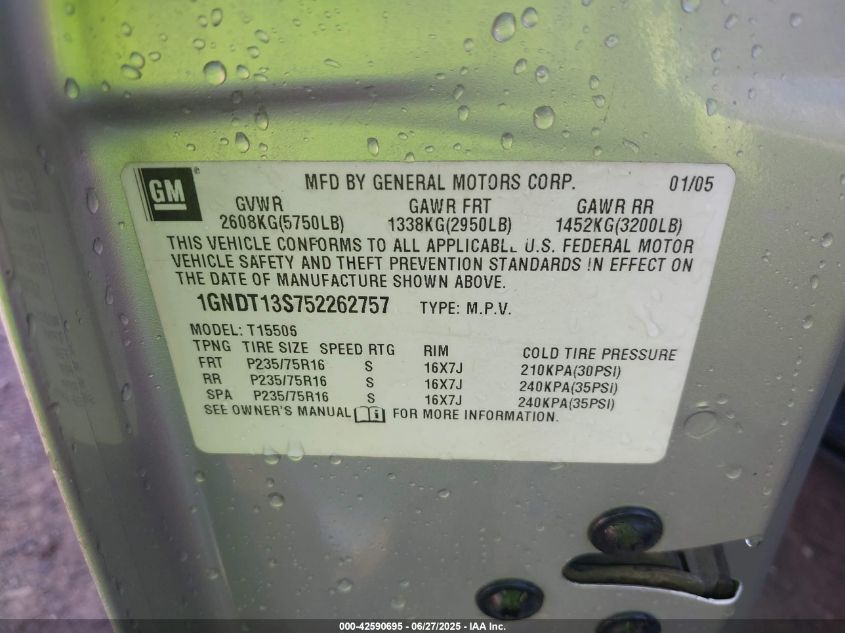 GM
MFD BY GENERAL MOTORS CORP. 01/05
GVWR GAWR FRT GAWR RR
2608KG(5750LB) 1338KG(2950LB) 1452KG(3200LB)
THIS VEHICLE CONFORMS TO ALL APPLICABLE U.S. FEDERAL MOTOR
VEHICLE SAFETY AND THEFT PREVENTION STANDARDS IN EFFECT ON
THE DATE OF MANUFACTURE SHOWN ABOVE.
1GNDT13S752262757 TYPE: M.P.V.
MODEL: T15506
TPNG TIRE SIZE SPEED RTG RIM COLD TIRE PRESSURE
FRT P235/75R16 S 16X7J 210KPA(30PSI)
RR P235/75R16 S 16X7J 240KPA(35PSI)
SPA P235/75R16 S 16X7J 240KPA(35PSI)
SEE OWNER'S MANUAL FOR MORE INFORMATION.
000-42590695 - 06/27/2025 - IAA Inc.